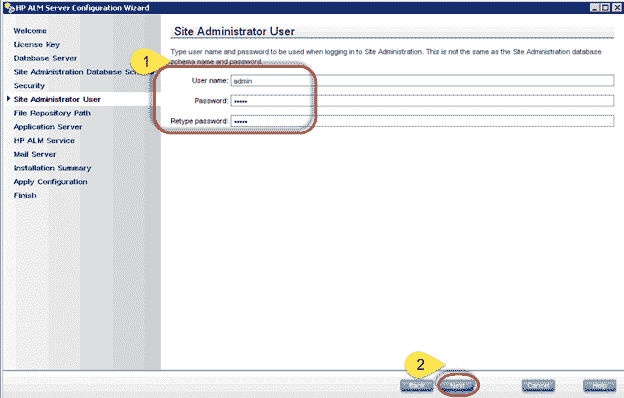 HP ALM Server Configuration Wizard
Welcome
License Key
Database Server
Site Administration Database
Security
Site Administrator User
File Repository Path
Application Server
HP ALM Service
Mail Server
Installation Summary
Apply Configuration
Finish
Site Administrator User
Type user name and password to be used when logging in to Site Administration. This is not the same as the Site Administration database
schema name and password.
1
User name: admin
Password: •••••
Retype password: •••••
2
Back Next Cancel Help